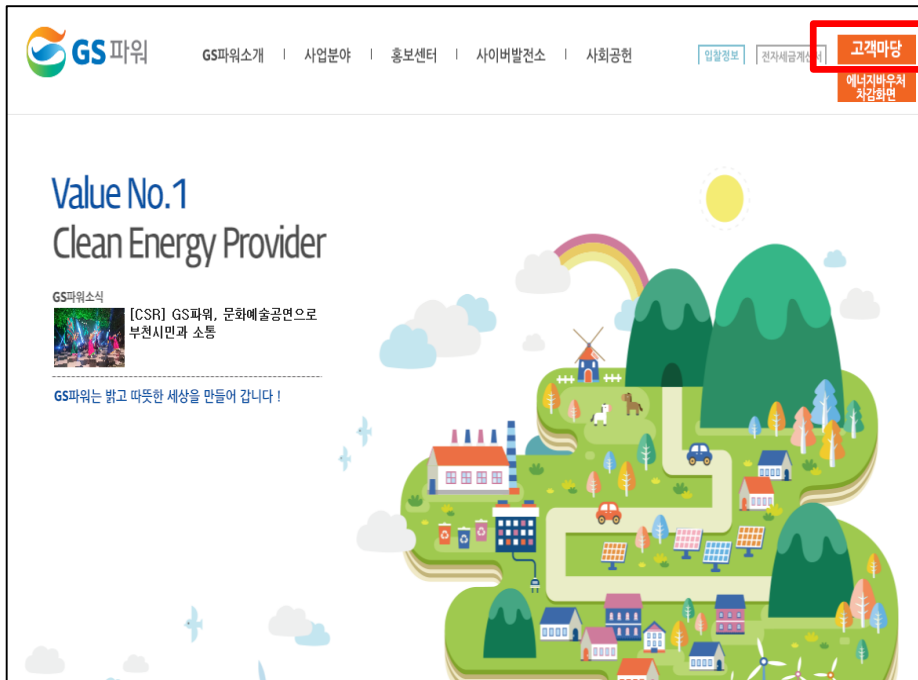 GS 파워
GS파워소개 | 사업분야 | 홍보센터 | 사이버발전소 | 사회공헌
입찰정보
고객마당
에너지바우처
차감화면
Value No.1
Clean Energy Provider
GS파워소식
[CSR] GS파워, 문화예술공연으로
부천시민과 소통
GS파워는 밝고 따뜻한 세상을 만들어 갑니다 !